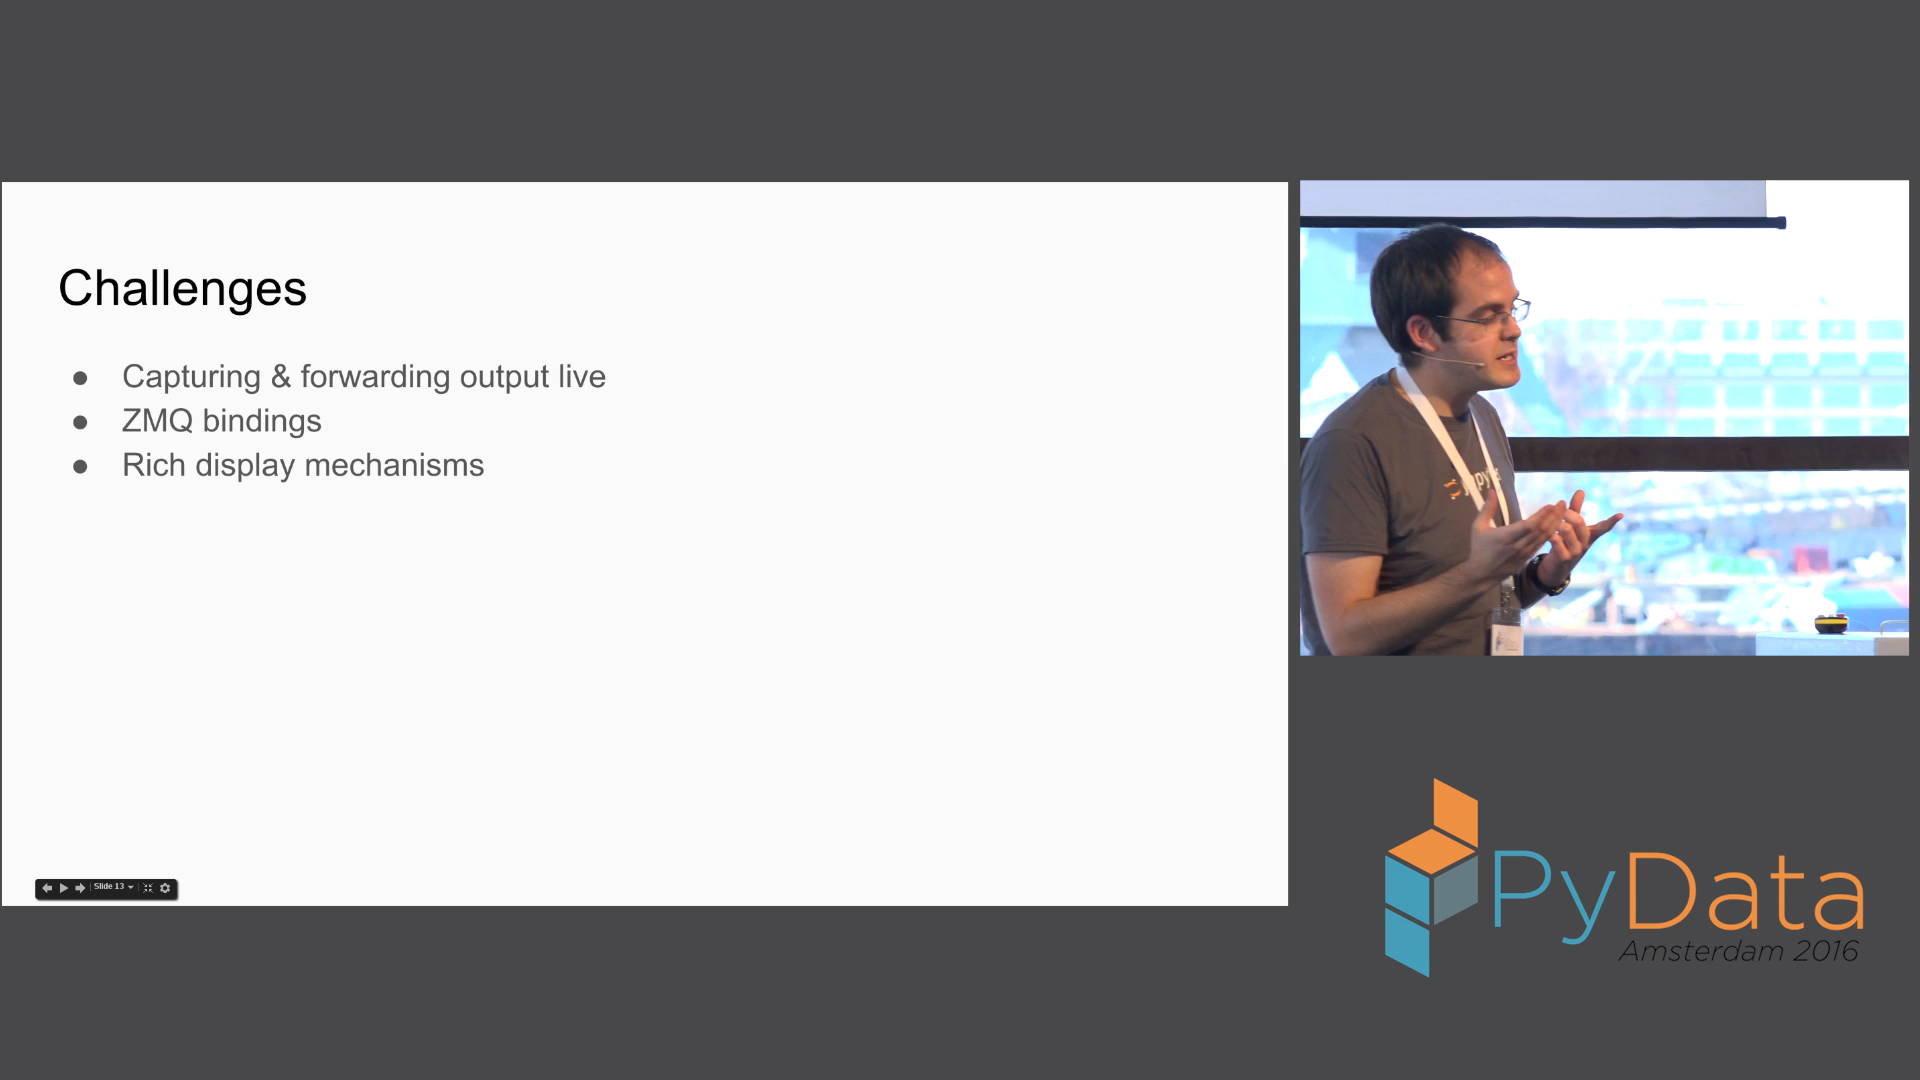 Challenges
● Capturing & forwarding output live
● ZMQ bindings
● Rich display mechanisms
Slide 13
PyData
Amsterdam 2016